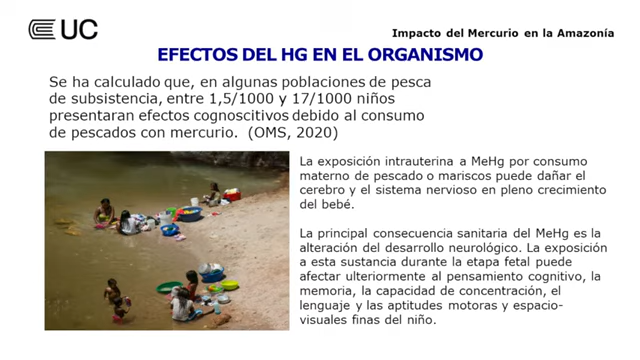 UC
Impacto del Mercurio en la Amazonía
EFECTOS DEL HG EN EL ORGANISMO
Se ha calculado que, en algunas poblaciones de pesca
de subsistencia, entre 1,5/1000 y 17/1000 niños
presentaran efectos cognoscitivos debido al consumo
de pescados con mercurio. (OMS, 2020)
La exposición intrauterina a MeHg por consumo
materno de pescado o mariscos puede dañar el
cerebro y el sistema nervioso en pleno crecimiento
del bebé.
La principal consecuencia sanitaria del MeHg es la
alteración del desarrollo neurológico. La exposición
a esta sustancia durante la etapa fetal puede
afectar ulteriormente al pensamiento cognitivo, la
memoria, la capacidad de concentración, el
lenguaje y las aptitudes motoras y espacio-
visuales finas del niño.